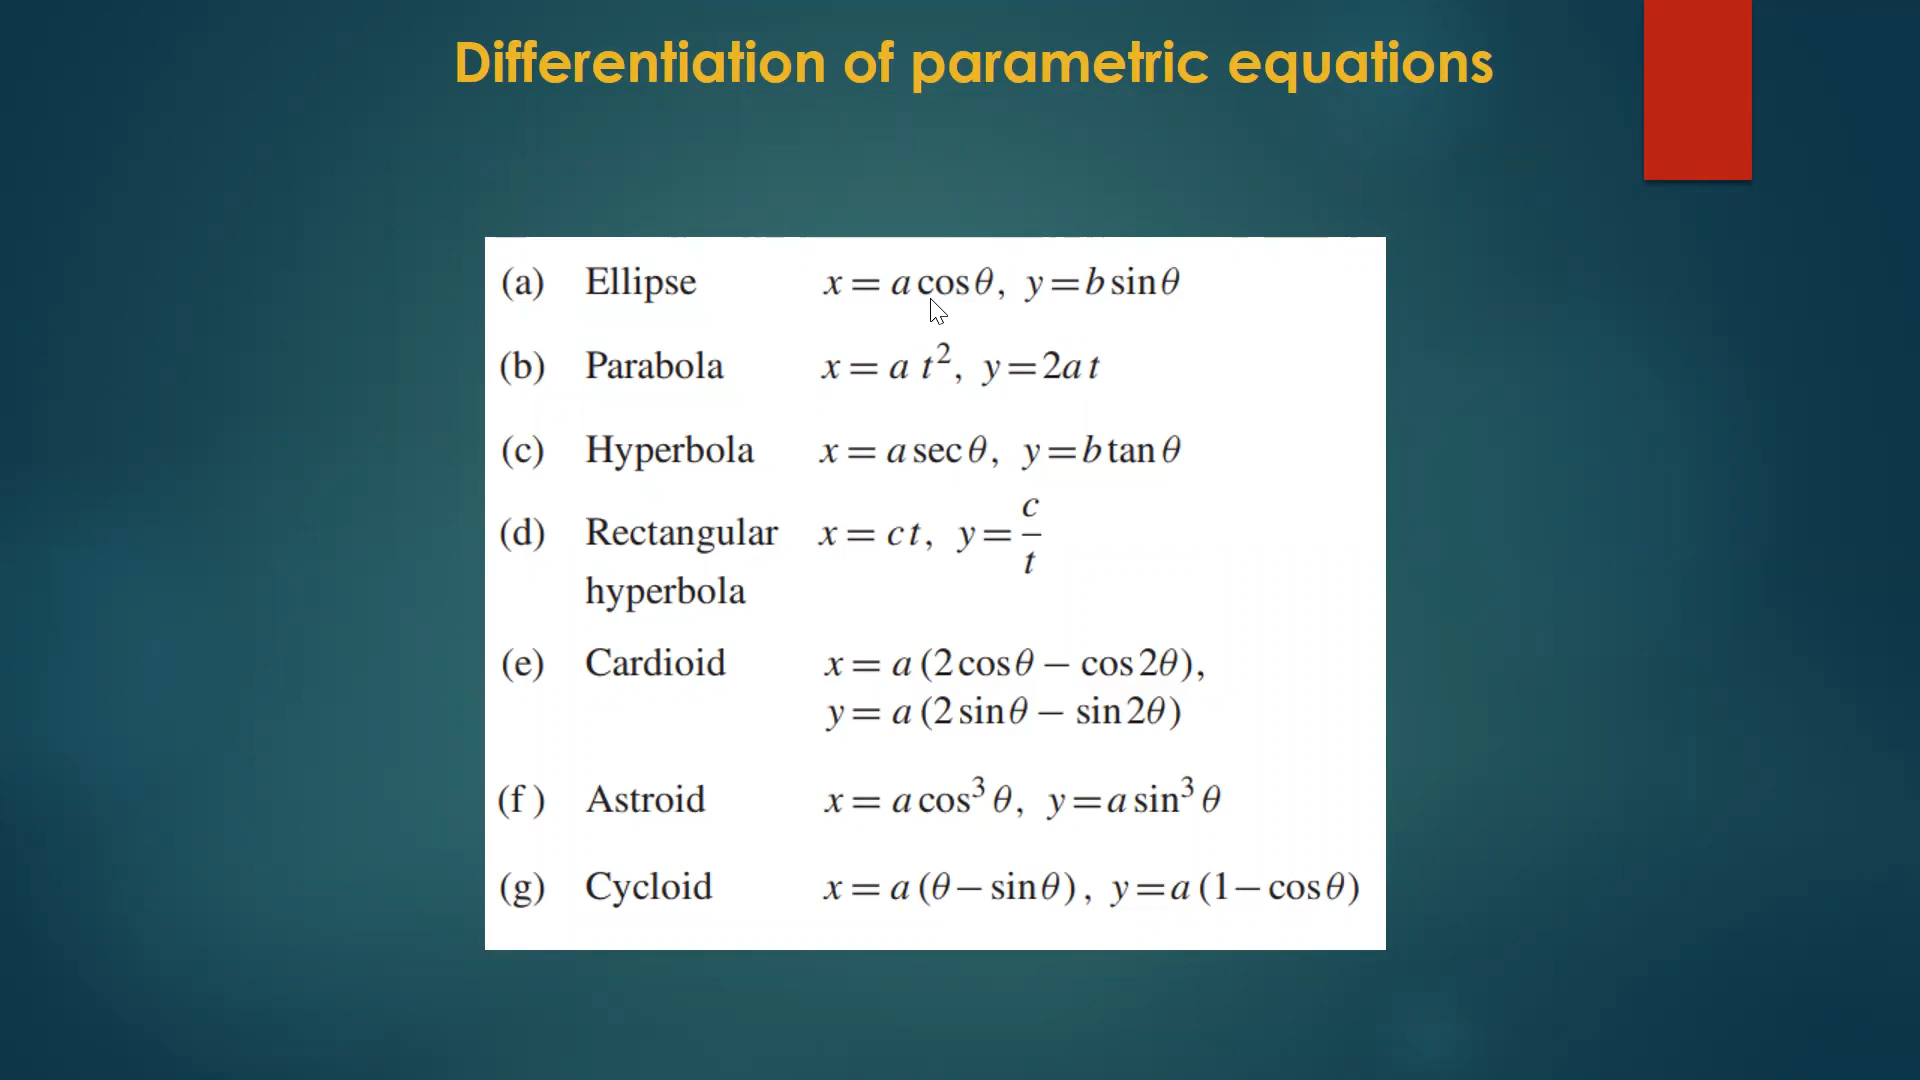 Differentiation of parametric equations
(a) Ellipse x = a cos θ, y = b sin θ
(b) Parabola x = a t², y = 2a t
(c) Hyperbola x = a sec θ, y = b tan θ
(d) Rectangular hyperbola x = c t, y = c/t
(e) Cardioid x = a (2 cos θ – cos 2θ),
y = a (2 sin θ – sin 2θ)
(f) Astroid x = a cos³ θ, y = a sin³ θ
(g) Cycloid x = a (θ – sin θ), y = a (1 – cos θ)